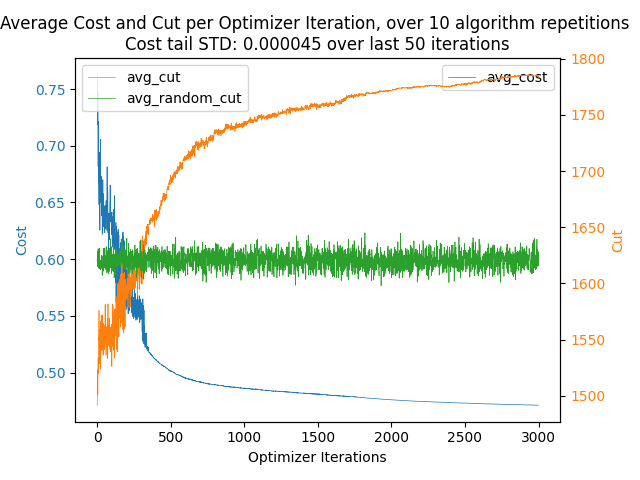 Average Cost and Cut per Optimizer Iteration, over 10 algorithm repetitions
Cost tail STD: 0.000045 over last 50 iterations
avg_cut
avg_random_cut
avg_cost
0.75
0.70
0.65
0.60
0.55
0.50
Cost
1800
1750
1700
1650
1600
1550
1500
Cut
0
500
1000
1500
2000
2500
3000
Optimizer Iterations